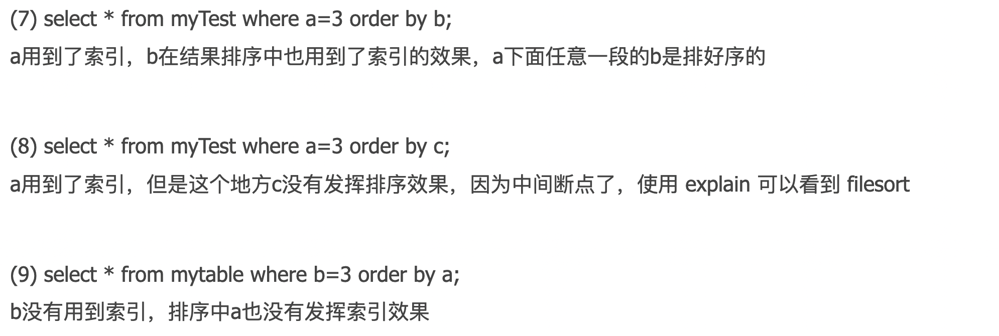 (7) select * from myTest where a=3 order by b;
a用到了索引，b在结果排序中也用到了索引的效果，a下面任意一段的b是排好序的
(8) select * from myTest where a=3 order by c;
a用到了索引，但是这个地方c没有发挥排序效果，因为中间断点了，使用 explain 可以看到 filesort
(9) select * from mytable where b=3 order by a;
b没有用到索引，排序中a也没有发挥索引效果